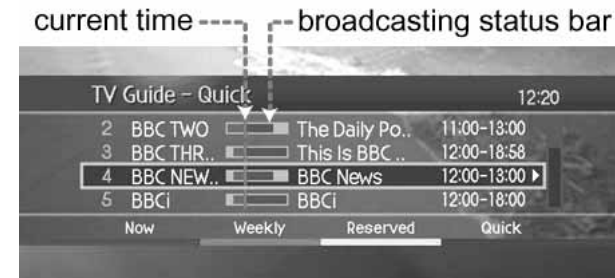 current time broadcasting status bar
TV Guide - Quick 12:20
2 BBC TWO The Daily Po.. 11:00-13:00
3 BBC THR.. This Is BBC .. 12:00-18:58
4 BBC NEW.. BBC News 12:00-13:00
5 BBCi BBCi 12:00-18:00
Now Weekly Reserved Quick